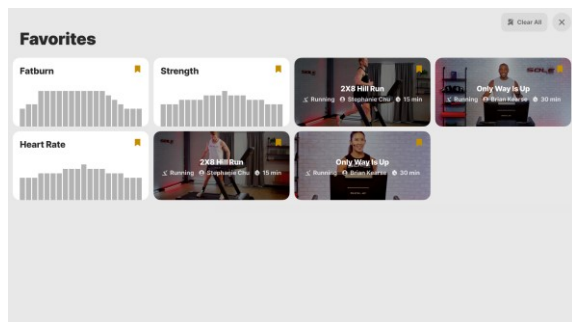 Clear All
Favorites
Fatburn
Strength
2X8 Hill Run
Running Stephanie Chu 15 min
SOLE
Only Way Is Up
Running Brian Kearse 30 min
Heart Rate
2X8 Hill Run
Running Stephanie Chu 15 min
Only Way Is Up
Running Brian Kearse 30 min